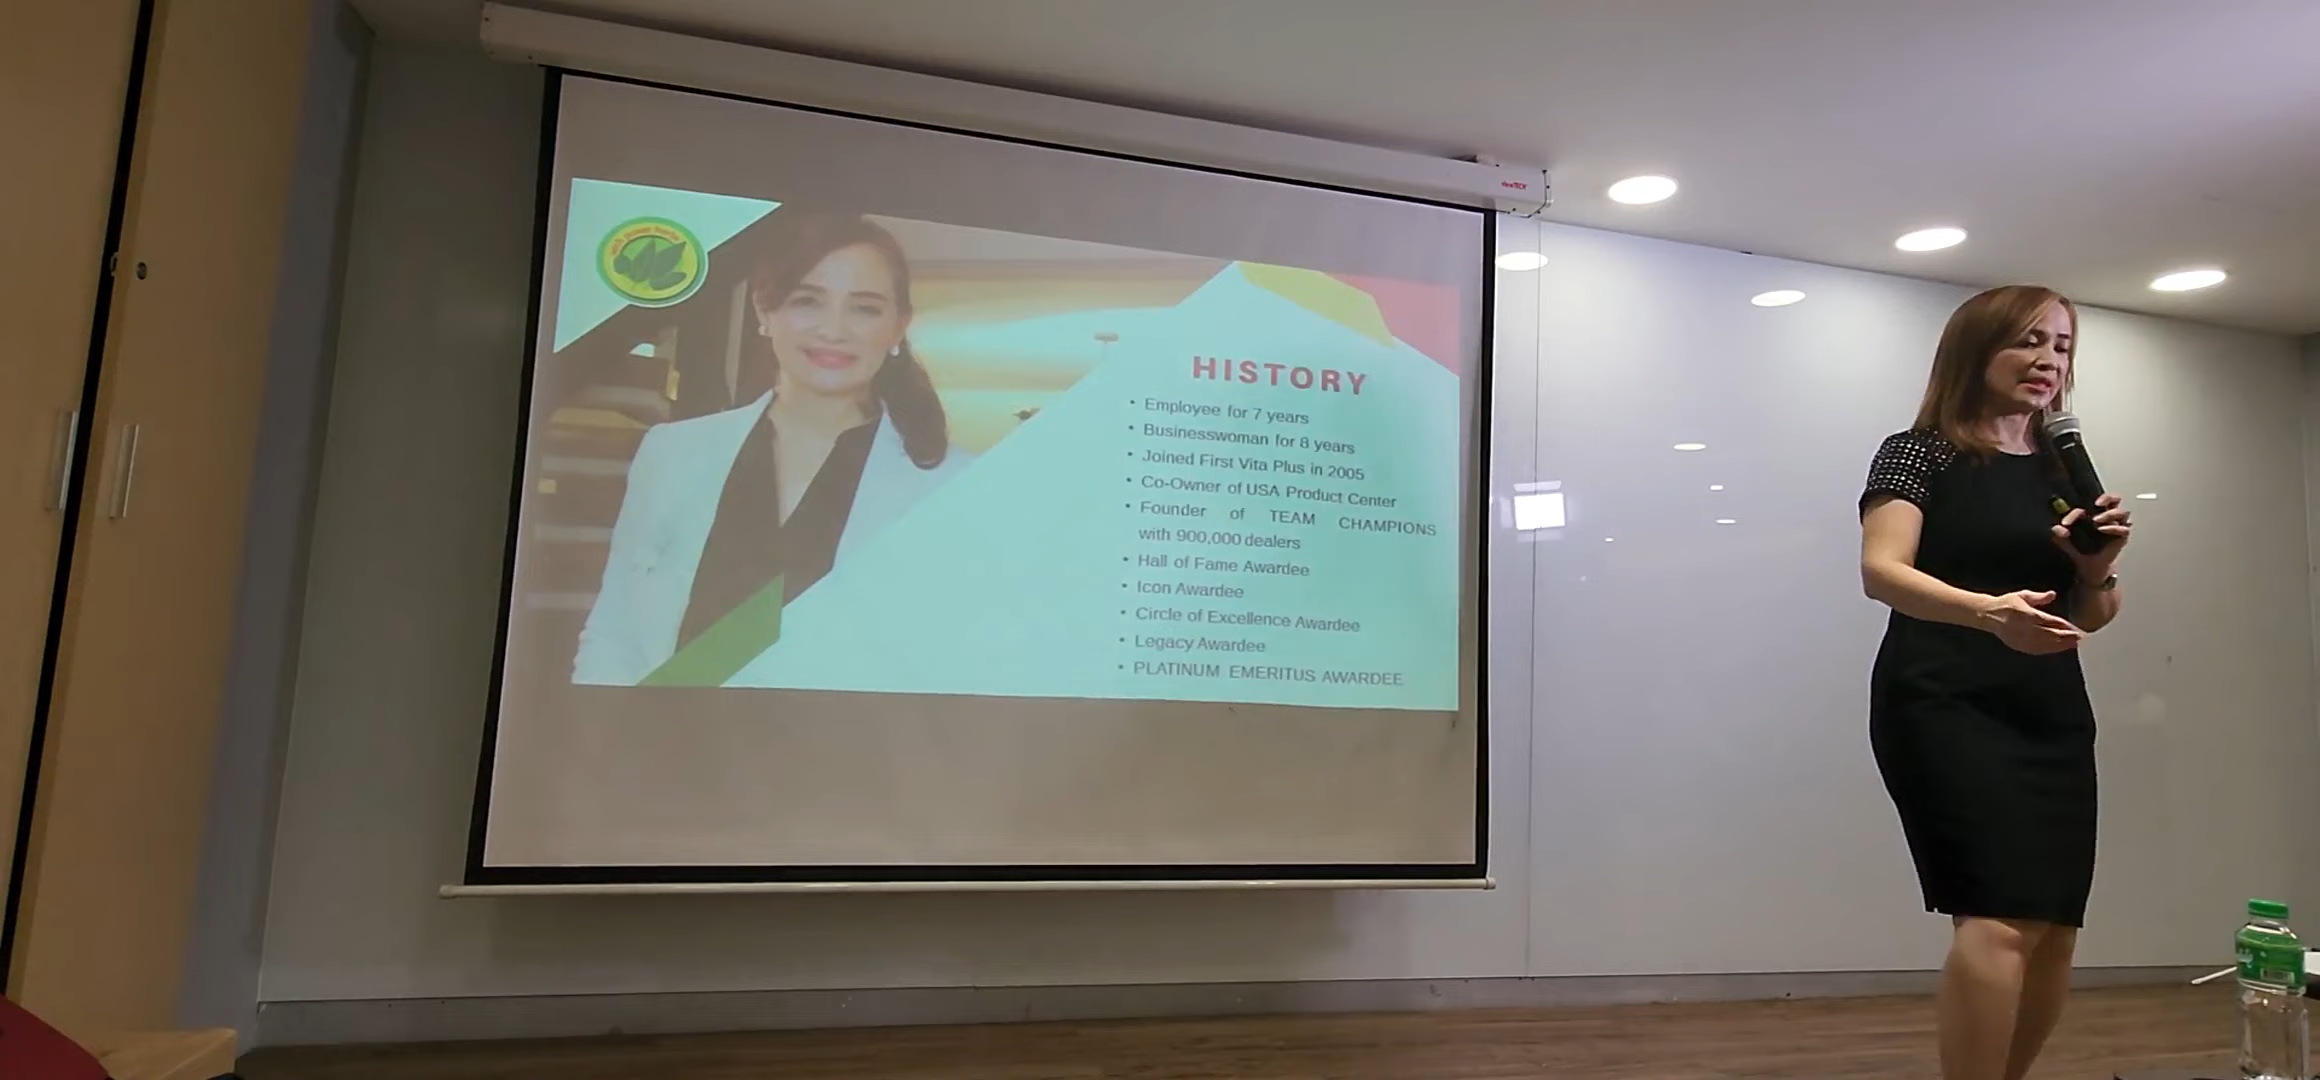 HISTORY
• Employee for 7 years
• Businesswoman for 8 years
• Joined First Vita Plus in 2005
• Co-Owner of USA Product Center
• Founder of TEAM CHAMPIONS
with 900,000 dealers
• Hall of Fame Awardee
• Icon Awardee
• Circle of Excellence Awardee
• Legacy Awardee
• PLATINUM EMERITUS AWARDEE